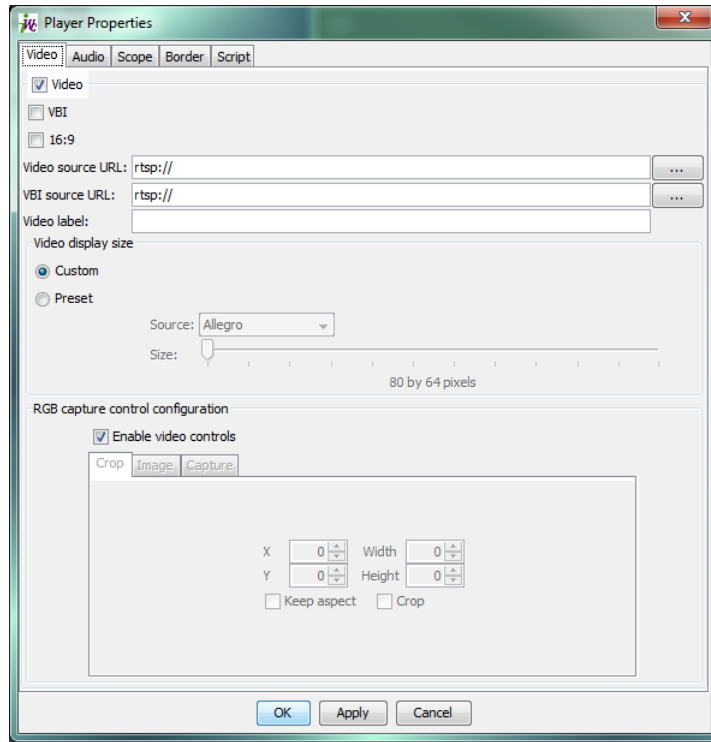 Player Properties
Video Audio Scope Border Script
Video
VBI
16:9
Video source URL: rtsp:// ...
VBI source URL: rtsp:// ...
Video label:
Video display size
Custom
Preset
Source: Allegro
Size:
80 by 64 pixels
RGB capture control configuration
Enable video controls
Crop Image Capture
X 0 Width 0
Y 0 Height 0
Keep aspect Crop
OK Apply Cancel